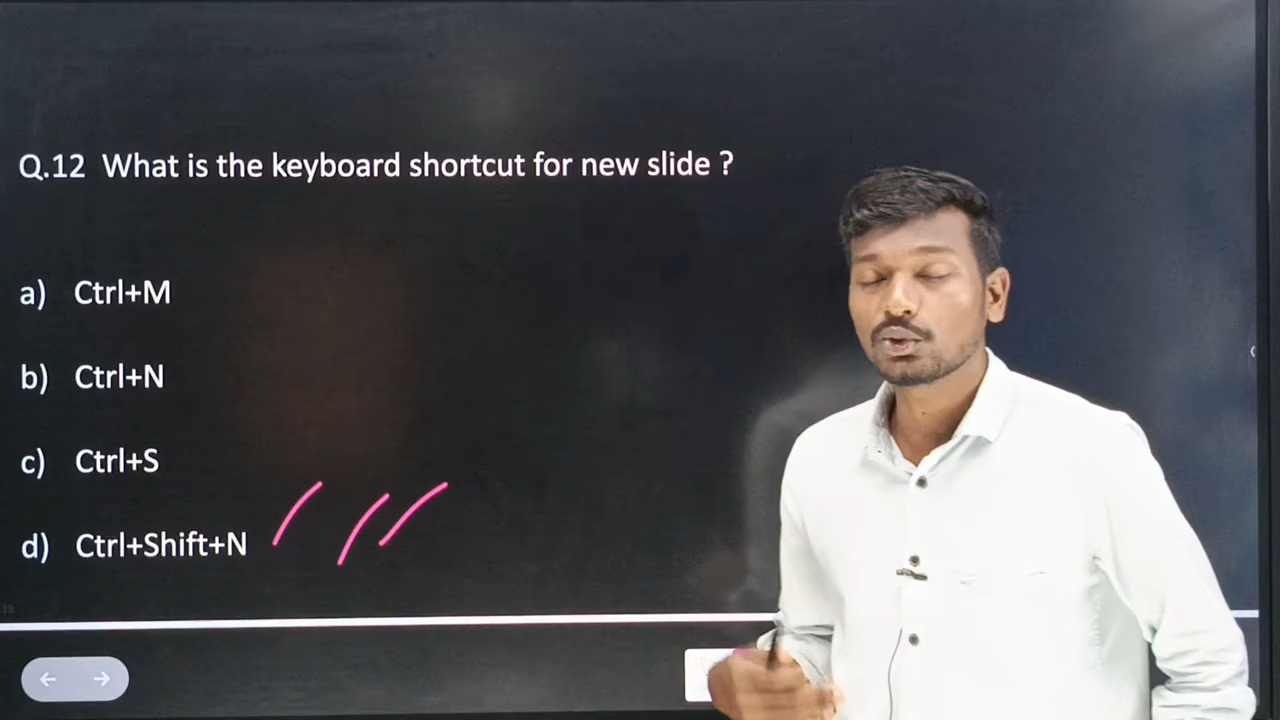 Q.12 What is the keyboard shortcut for new slide ?
a) Ctrl+M
b) Ctrl+N
c) Ctrl+S
d) Ctrl+Shift+N